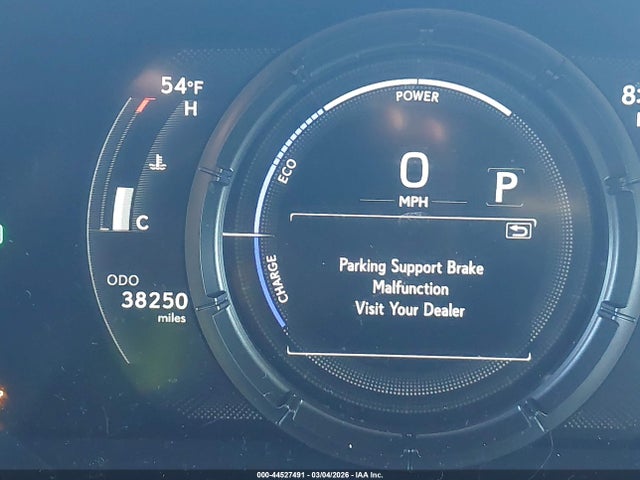 54°F
H
C
ODO
38250
miles
POWER
ECO
CHARGE
0
MPH
P
Parking Support Brake
Malfunction
Visit Your Dealer
000-44527491 - 03/04/2026 - IAA Inc.